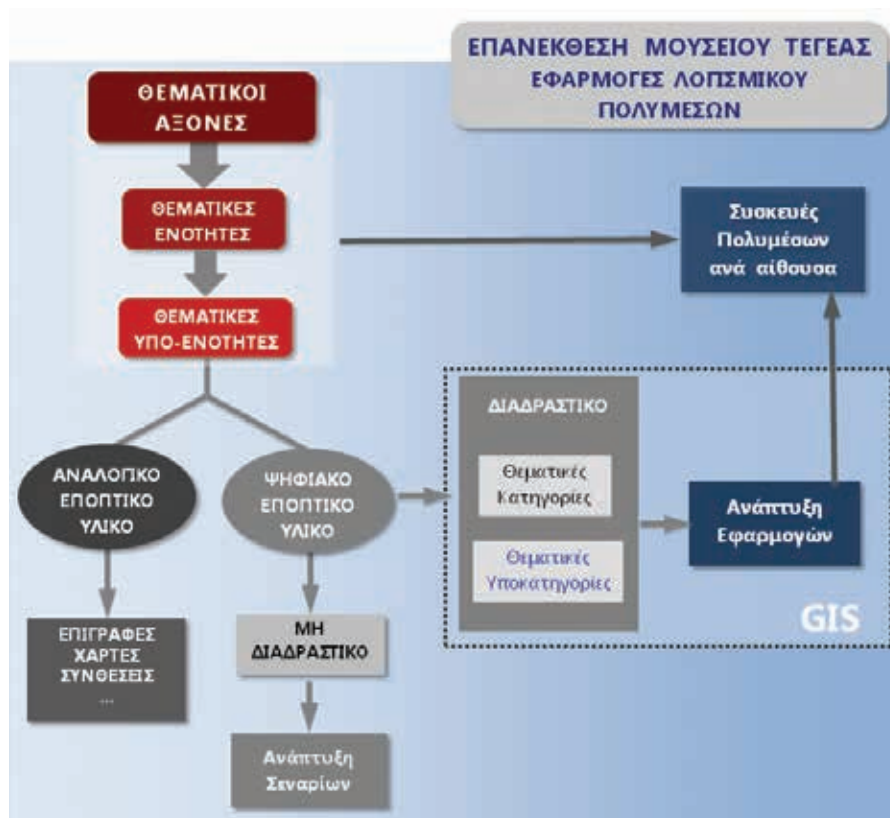 ΕΠΑΝΕΚΘΕΣΗ ΜΟΥΣΕΙΟΥ ΤΕΓΕΑΣ
ΕΦΑΡΜΟΓΕΣ ΛΟΓΙΣΜΙΚΟΥ
ΠΟΛΥΜΕΣΩΝ
ΘΕΜΑΤΙΚΟΙ
ΑΞΟΝΕΣ
ΘΕΜΑΤΙΚΕΣ
ΕΝΟΤΗΤΕΣ
Συσκευές
Πολυμέσων
ανά αίθουσα
ΘΕΜΑΤΙΚΕΣ
ΥΠΟ-ΕΝΟΤΗΤΕΣ
ΑΝΑΛΟΓΙΚΟ
ΕΠΟΠΤΙΚΟ
ΥΛΙΚΟ
ΨΗΦΙΑΚΟ
ΕΠΟΠΤΙΚΟ
ΥΛΙΚΟ
ΔΙΑΔΡΑΣΤΙΚΟ
Θεματικές
Κατηγορίες
Θεματικές
Υποκατηγορίες
Ανάπτυξη
Εφαρμογών
GIS
ΕΠΙΓΡΑΦΕΣ
ΧΑΡΤΕΣ
ΣΥΝΘΕΣΕΙΣ
...
ΜΗ
ΔΙΑΔΡΑΣΤΙΚΟ
Ανάπτυξη
Σεναρίων